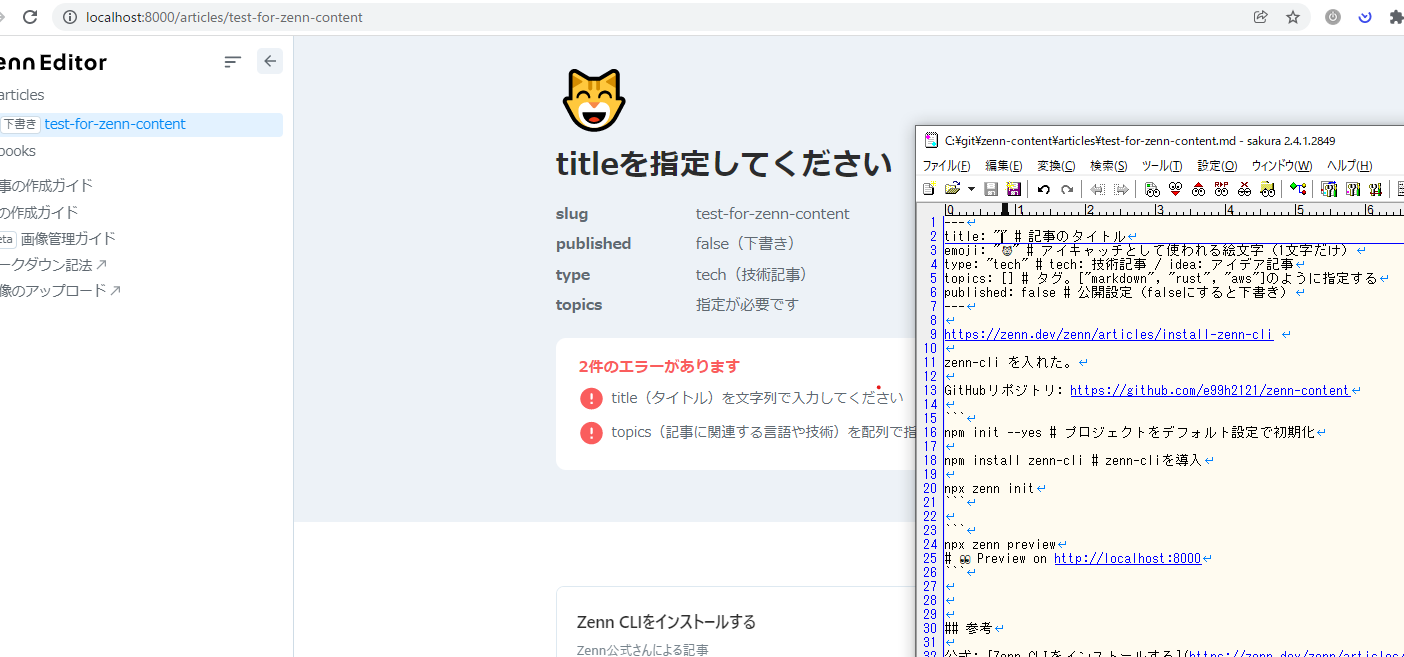 localhost:8000/articles/test-for-zenn-content
enn Editor
articles
下書き test-for-zenn-content
books
事の作成ガイド
の作成ガイド
eta 画像管理ガイド
ークダウン記法
像のアップロード
titleを指定してください
slug test-for-zenn-content
published false（下書き）
type tech（技術記事）
topics 指定が必要です
2件のエラーがあります
title（タイトル）を文字列で入力してください
topics（記事に関連する言語や技術）を配列で指
Zenn CLIをインストールする
Zenn公式さんによる記事
C:¥git¥zenn-content¥articles¥test-for-zenn-content.md - sakura 2.4.1.2849
ファイル(F) 編集(E) 変換(C) 検索(S) ツール(T) 設定(O) ウィンドウ(W) ヘルプ(H)
0 1 2 3 4 5 6
1 ---
2 title: "" # 記事のタイトル
3 emoji: "😸" # アイキャッチとして使われる絵文字（1文字だけ）
4 type: "tech" # tech: 技術記事 / idea: アイデア記事
5 topics: [] # タグ。["markdown", "rust", "aws"]のように指定する
6 published: false # 公開設定（falseにすると下書き）
7 ---
8
9 https://zenn.dev/zenn/articles/install-zenn-cli
10
11 zenn-cli を入れた。
12
13 GitHubリポジトリ: https://github.com/e99h2121/zenn-content
14
15 ```
16 npm init --yes # プロジェクトをデフォルト設定で初期化
17
18 npm install zenn-cli # zenn-cliを導入
19
20 npx zenn init
21 ```
22
23 ```
24 npx zenn preview
25 # 👀 Preview on http://localhost:8000
26 ```
27
28
29
30 ## 参考
31
32 公式: [Zenn CLIをインストールする](https://zenn.dev/zenn/articles/